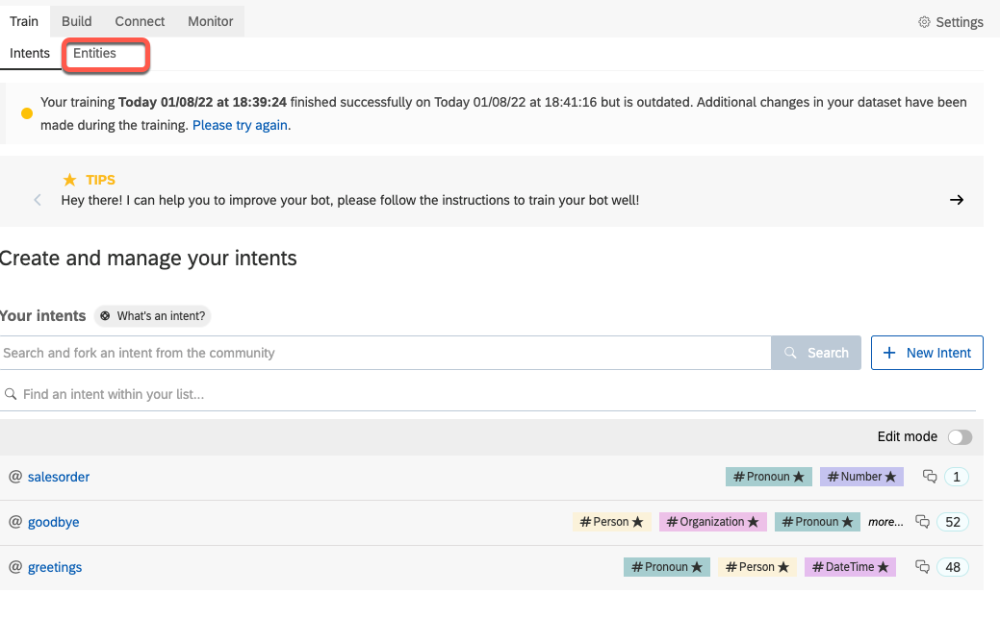 Train Build Connect Monitor Settings
Intents Entities
Your training Today 01/08/22 at 18:39:24 finished successfully on Today 01/08/22 at 18:41:16 but is outdated. Additional changes in your dataset have been
made during the training. Please try again.
TIPS
Hey there! I can help you to improve your bot, please follow the instructions to train your bot well!
Create and manage your intents
Your intents What's an intent?
Search and fork an intent from the community Search + New Intent
Find an intent within your list...
Edit mode
@ salesorder #Pronoun★ #Number★ 1
@ goodbye #Person★ #Organization★ #Pronoun★ more... 52
@ greetings #Pronoun★ #Person★ #DateTime★ 48